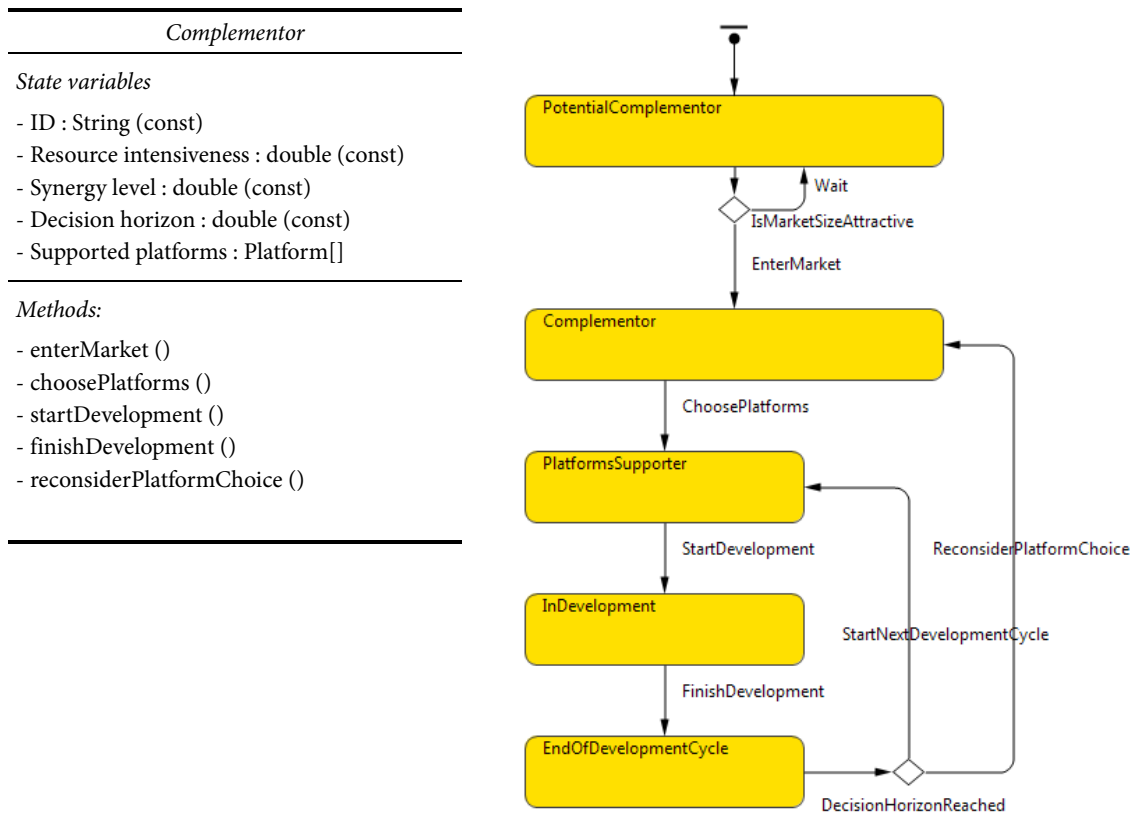 Complementor
State variables
- ID : String (const)
- Resource intensiveness : double (const)
- Synergy level : double (const)
- Decision horizon : double (const)
- Supported platforms : Platform[]
Methods:
- enterMarket ()
- choosePlatforms ()
- startDevelopment ()
- finishDevelopment ()
- reconsiderPlatformChoice ()
PotentialComplementor
Wait
IsMarketSizeAttractive
EnterMarket
Complementor
ChoosePlatforms
PlatformsSupporter
StartDevelopment
ReconsiderPlatformChoice
InDevelopment
StartNextDevelopmentCycle
FinishDevelopment
EndOfDevelopmentCycle
DecisionHorizonReached